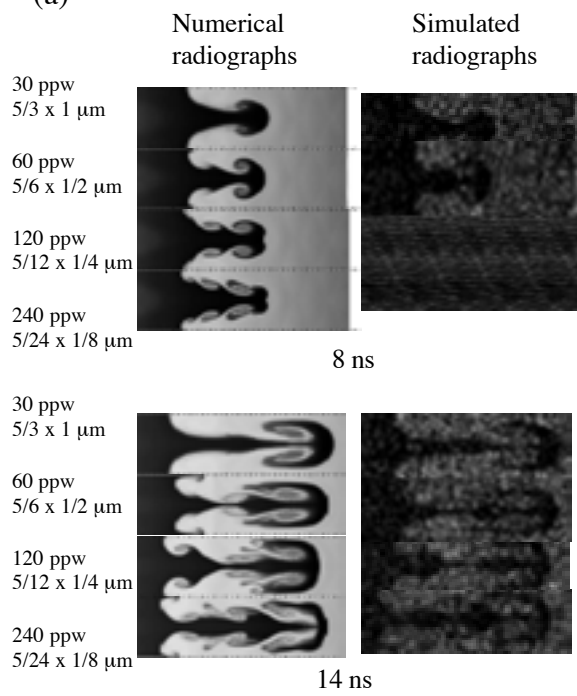 (a)
Numerical radiographs
Simulated radiographs
30 ppw
5/3 x 1 μm
60 ppw
5/6 x 1/2 μm
120 ppw
5/12 x 1/4 μm
240 ppw
5/24 x 1/8 μm
8 ns
30 ppw
5/3 x 1 μm
60 ppw
5/6 x 1/2 μm
120 ppw
5/12 x 1/4 μm
240 ppw
5/24 x 1/8 μm
14 ns